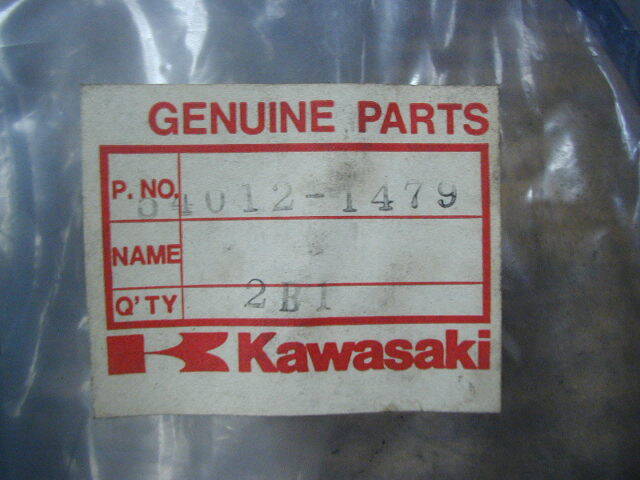 GENUINE PARTS
P. NO. 54012-1479
NAME
Q'TY 2B1
Kawasaki